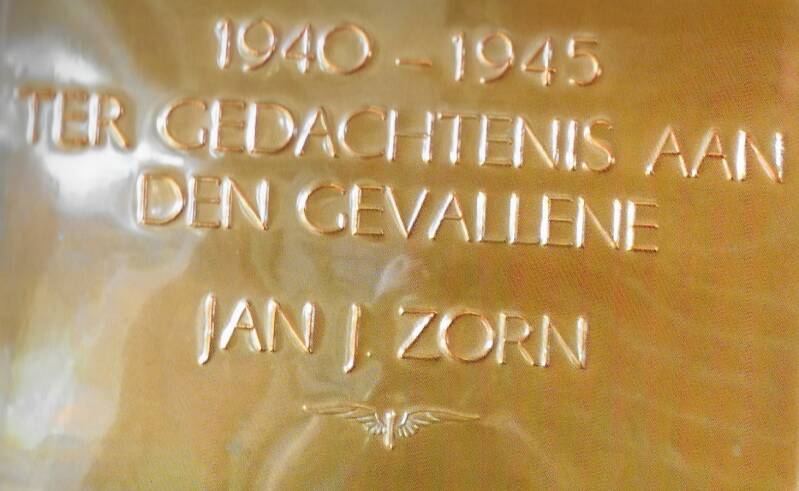 1940 – 1945
TER GEDACHTENIS AAN
DEN GEVALLENE
JAN J. ZORN